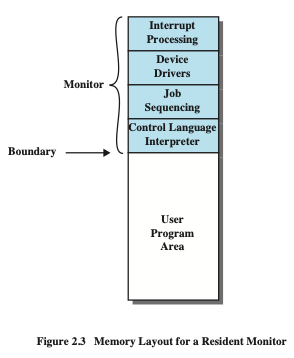 Interrupt
Processing
Device
Drivers
Monitor
Job
Sequencing
Control Language
Interpreter
Boundary
User
Program
Area
Figure 2.3 Memory Layout for a Resident Monitor